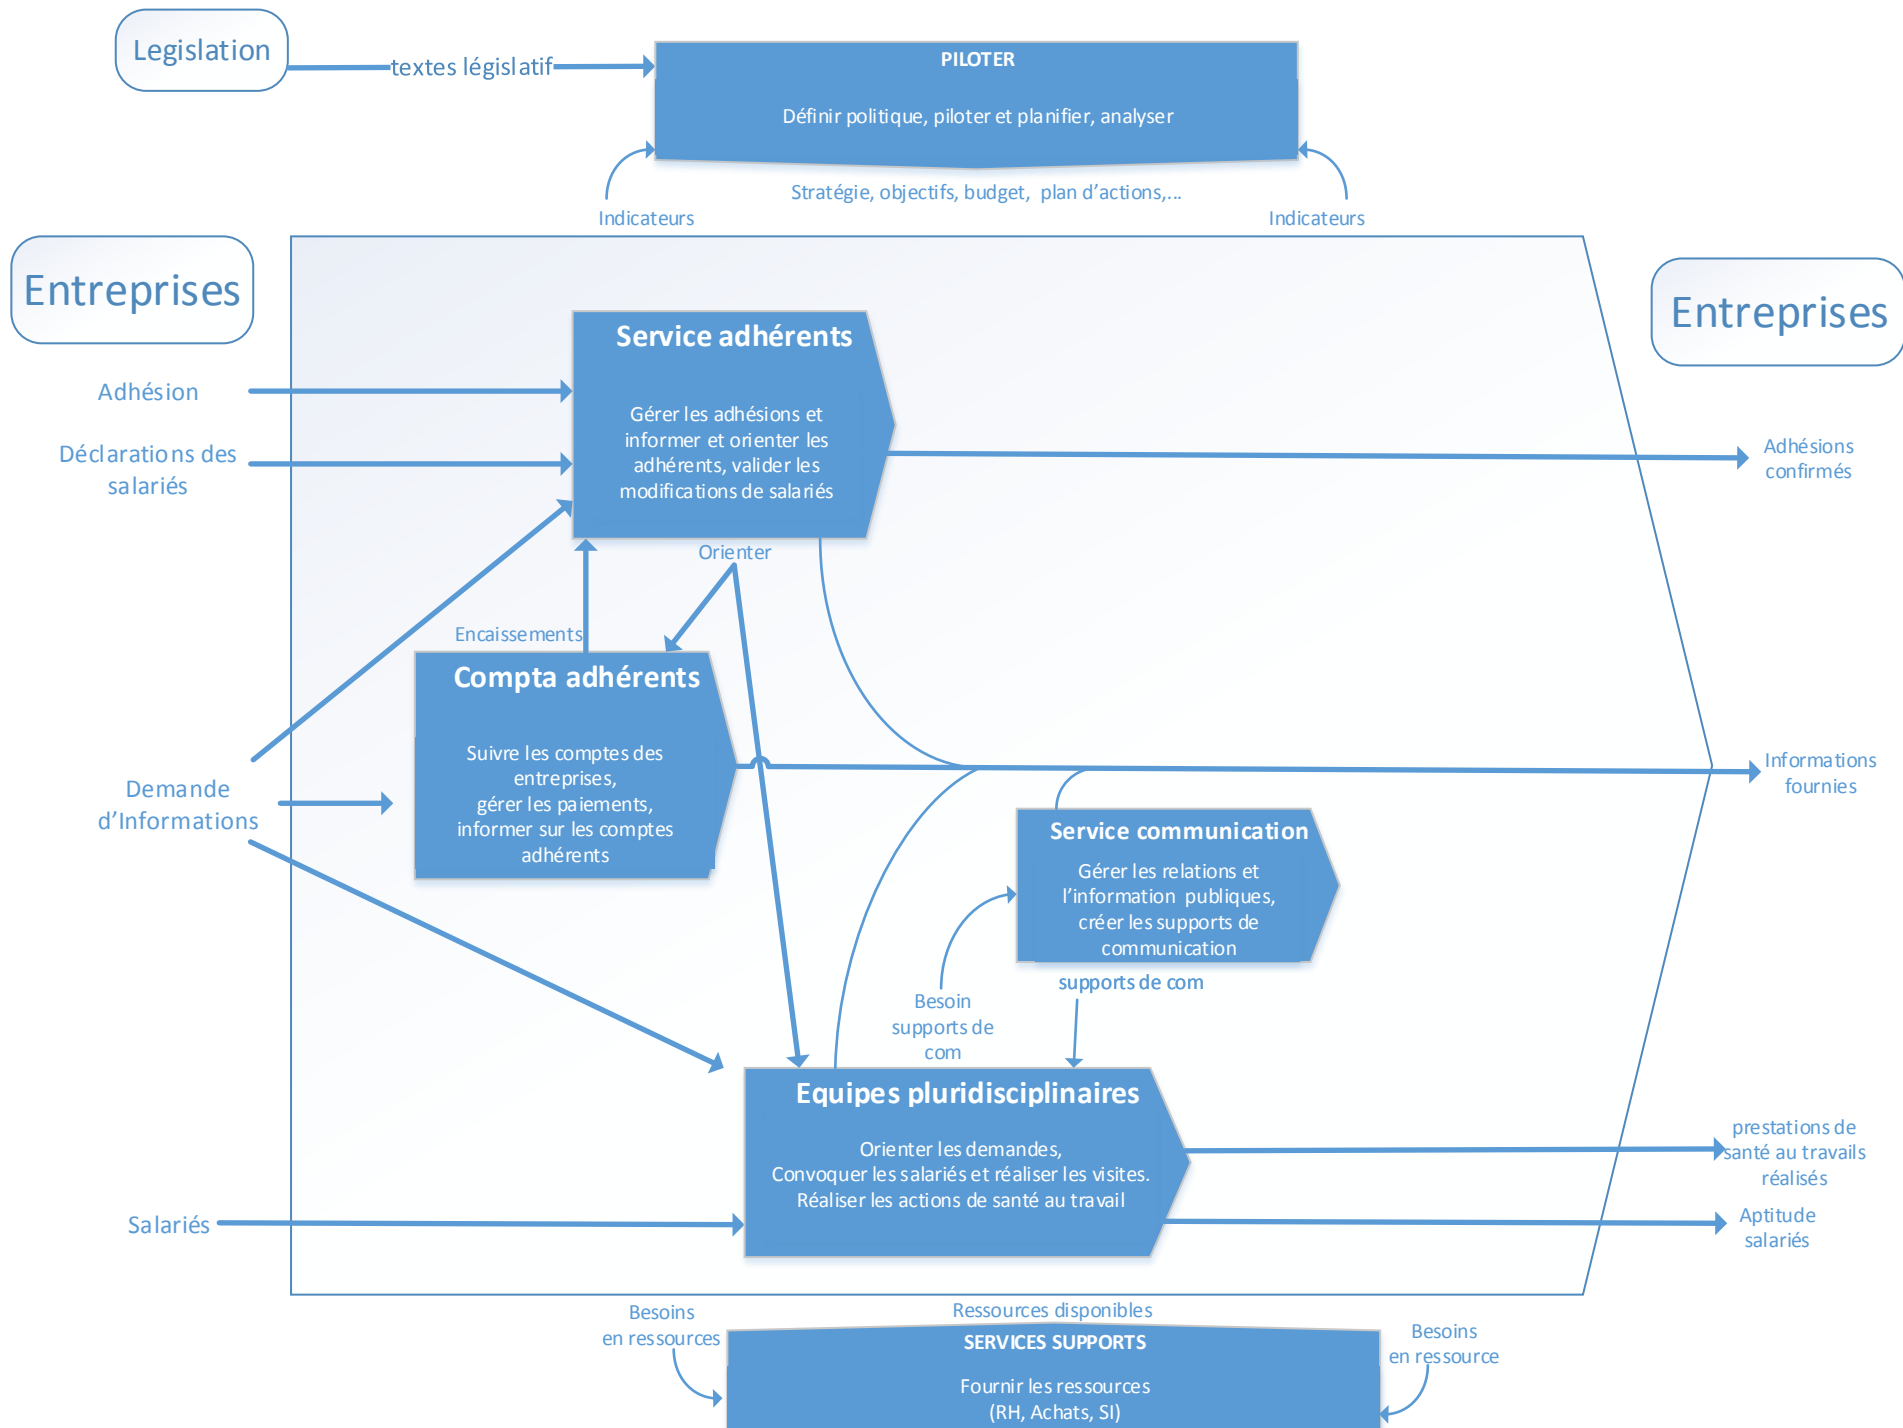 Legislation
textes législatif
PILOTER
Définir politique, piloter et planifier, analyser
Stratégie, objectifs, budget, plan d'actions,...
Indicateurs
Indicateurs
Entreprises
Entreprises
Service adhérents
Gérer les adhésions et
informer et orienter les
adhérents, valider les
modifications de salariés
Adhésion
Déclarations des
salariés
Adhésions
confirmés
Orienter
Encaissements
Compta adhérents
Suivre les comptes des
entreprises,
gérer les paiements,
informer sur les comptes
adhérents
Demande
d'Informations
Informations
fournies
Service communication
Gérer les relations et
l'information publiques,
créer les supports de
communication
supports de com
Besoin
supports de
com
Equipes pluridisciplinaires
Orienter les demandes,
Convoquer les salariés et réaliser les visites.
Réaliser les actions de santé au travail
prestations de
santé au travails
réalisés
Salariés
Aptitude
salariés
Besoins
en ressources
Ressources disponibles
SERVICES SUPPORTS
Fournir les ressources
(RH, Achats, SI)
Besoins
en ressource